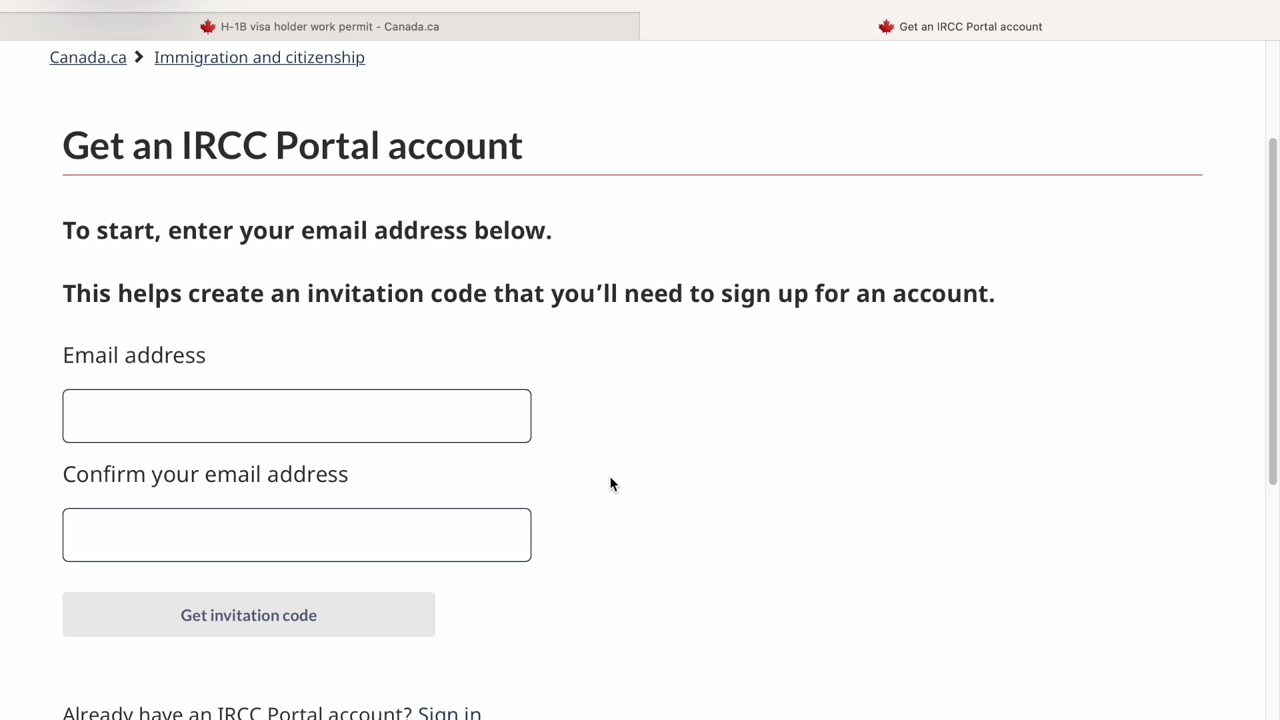 H-1B visa holder work permit - Canada.ca
Get an IRCC Portal account
Canada.ca > Immigration and citizenship
Get an IRCC Portal account
To start, enter your email address below.
This helps create an invitation code that you’ll need to sign up for an account.
Email address
Confirm your email address
Get invitation code
Already have an IRCC Portal account? Sign in